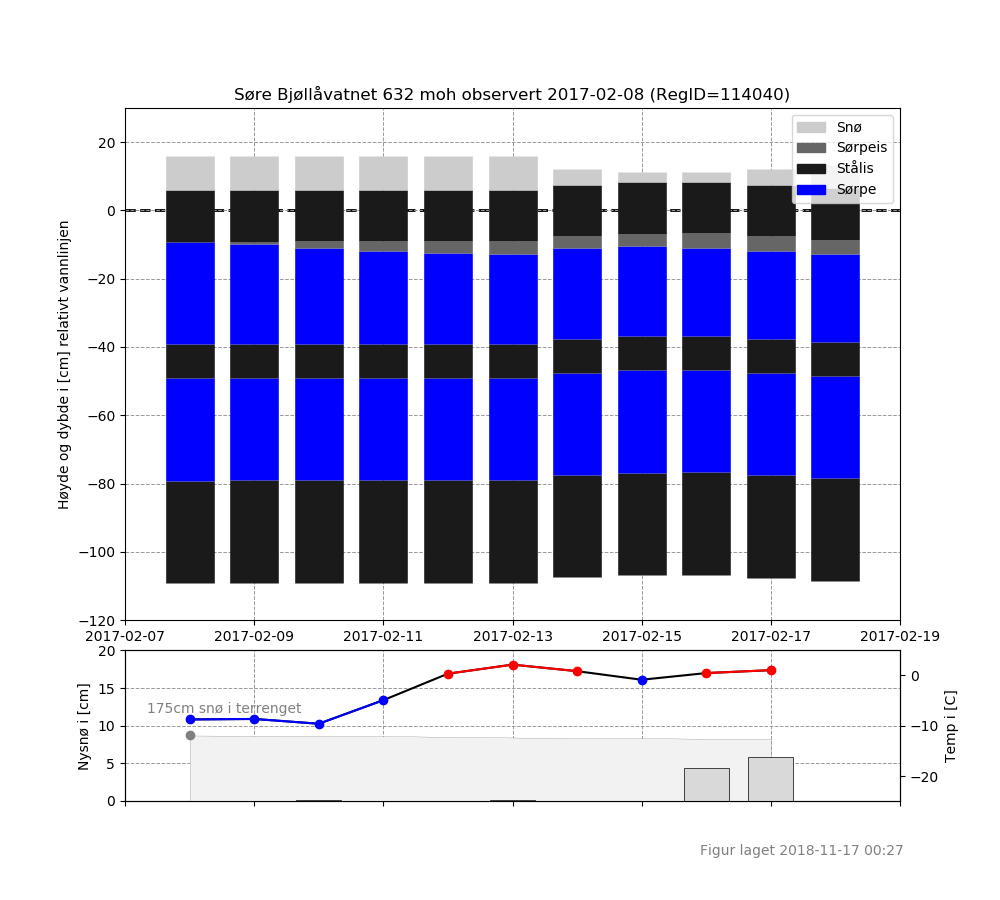 Søre Bjøllåvatnet 632 moh observert 2017-02-08 (RegID=114040)
Snø
Sørpeis
Stålis
Sørpe
Høyde og dybde i [cm] relativt vannlinjen
20
0
−20
−40
−60
−80
−100
−120
2017-02-07 2017-02-09 2017-02-11 2017-02-13 2017-02-15 2017-02-17 2017-02-19
Nysnø i [cm]
20
15
10
5
0
175cm snø i terrenget
0
−10
−20
Temp i [C]
Figur laget 2018-11-17 00:27